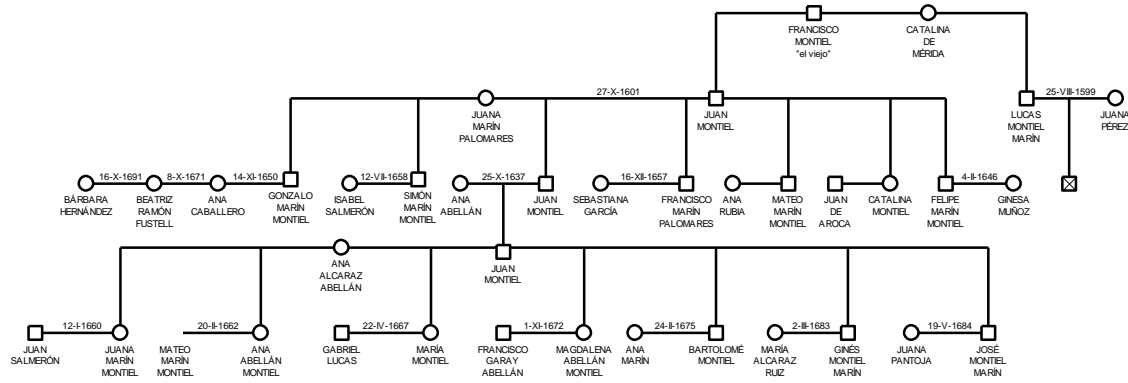 FRANCISCO
MONTIEL
"el viejo"
CATALINA
DE
MÉRIDA
27-X-1601
25-VIII-1599
JUANA
MARÍN
PALOMARES
JUAN
MONTIEL
LUCAS
MONTIEL
MARÍN
JUANA
PÉREZ
16-X-1691
8-X-1671
14-XI-1650
12-VII-1658
25-X-1637
16-XII-1657
4-II-1646
BÁRBARA
HERNÁNDEZ
BEATRIZ
RAMÓN
FUSTELL
ANA
CABALLERO
GONZALO
MARÍN
MONTIEL
ISABEL
SALMERÓN
SIMÓN
MARÍN
MONTIEL
ANA
ABELLÁN
JUAN
MONTIEL
SEBASTIANA
GARCÍA
FRANCISCO
MARÍN
PALOMARES
ANA
RUBIA
MATEO
MARÍN
MONTIEL
JUAN
DE
AROCA
CATALINA
MONTIEL
FELIPE
MARÍN
MONTIEL
GINESA
MUÑOZ
ANA
ALCARAZ
ABELLÁN
JUAN
MONTIEL
12-I-1660
20-II-1662
22-IV-1667
1-XI-1672
24-II-1675
2-III-1683
19-V-1684
JUAN
SALMERÓN
JUANA
MARÍN
MONTIEL
MATEO
MARÍN
MONTIEL
ANA
ABELLÁN
MONTIEL
GABRIEL
LUCAS
MARÍA
MONTIEL
FRANCISCO
GARAY
ABELLÁN
MAGDALENA
ABELLÁN
MONTIEL
ANA
MARÍN
BARTOLOMÉ
MONTIEL
MARÍA
ALCARAZ
RUIZ
GINÉS
MONTIEL
MARÍN
JUANA
PANTOJA
JOSÉ
MONTIEL
MARÍN